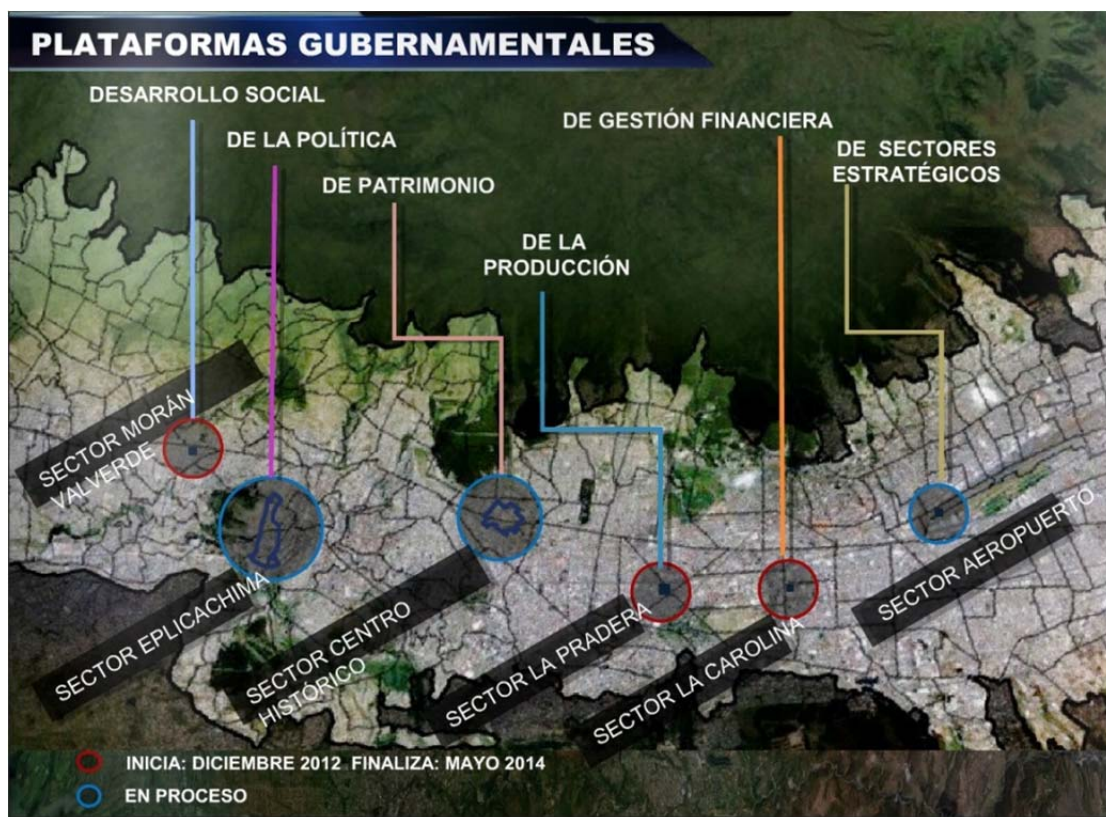 PLATAFORMAS GUBERNAMENTALES
DESARROLLO SOCIAL
DE LA POLÍTICA
DE PATRIMONIO
DE LA
PRODUCCIÓN
DE GESTIÓN FINANCIERA
DE SECTORES
ESTRATÉGICOS
SECTOR MORÁN
VALVERDE
SECTOR EPLICACHIMA
SECTOR CENTRO
HISTÓRICO
SECTOR LA PRADERA
SECTOR LA CAROLINA
SECTOR AEROPUERTO
INICIA: DICIEMBRE 2012 FINALIZA: MAYO 2014
EN PROCESO